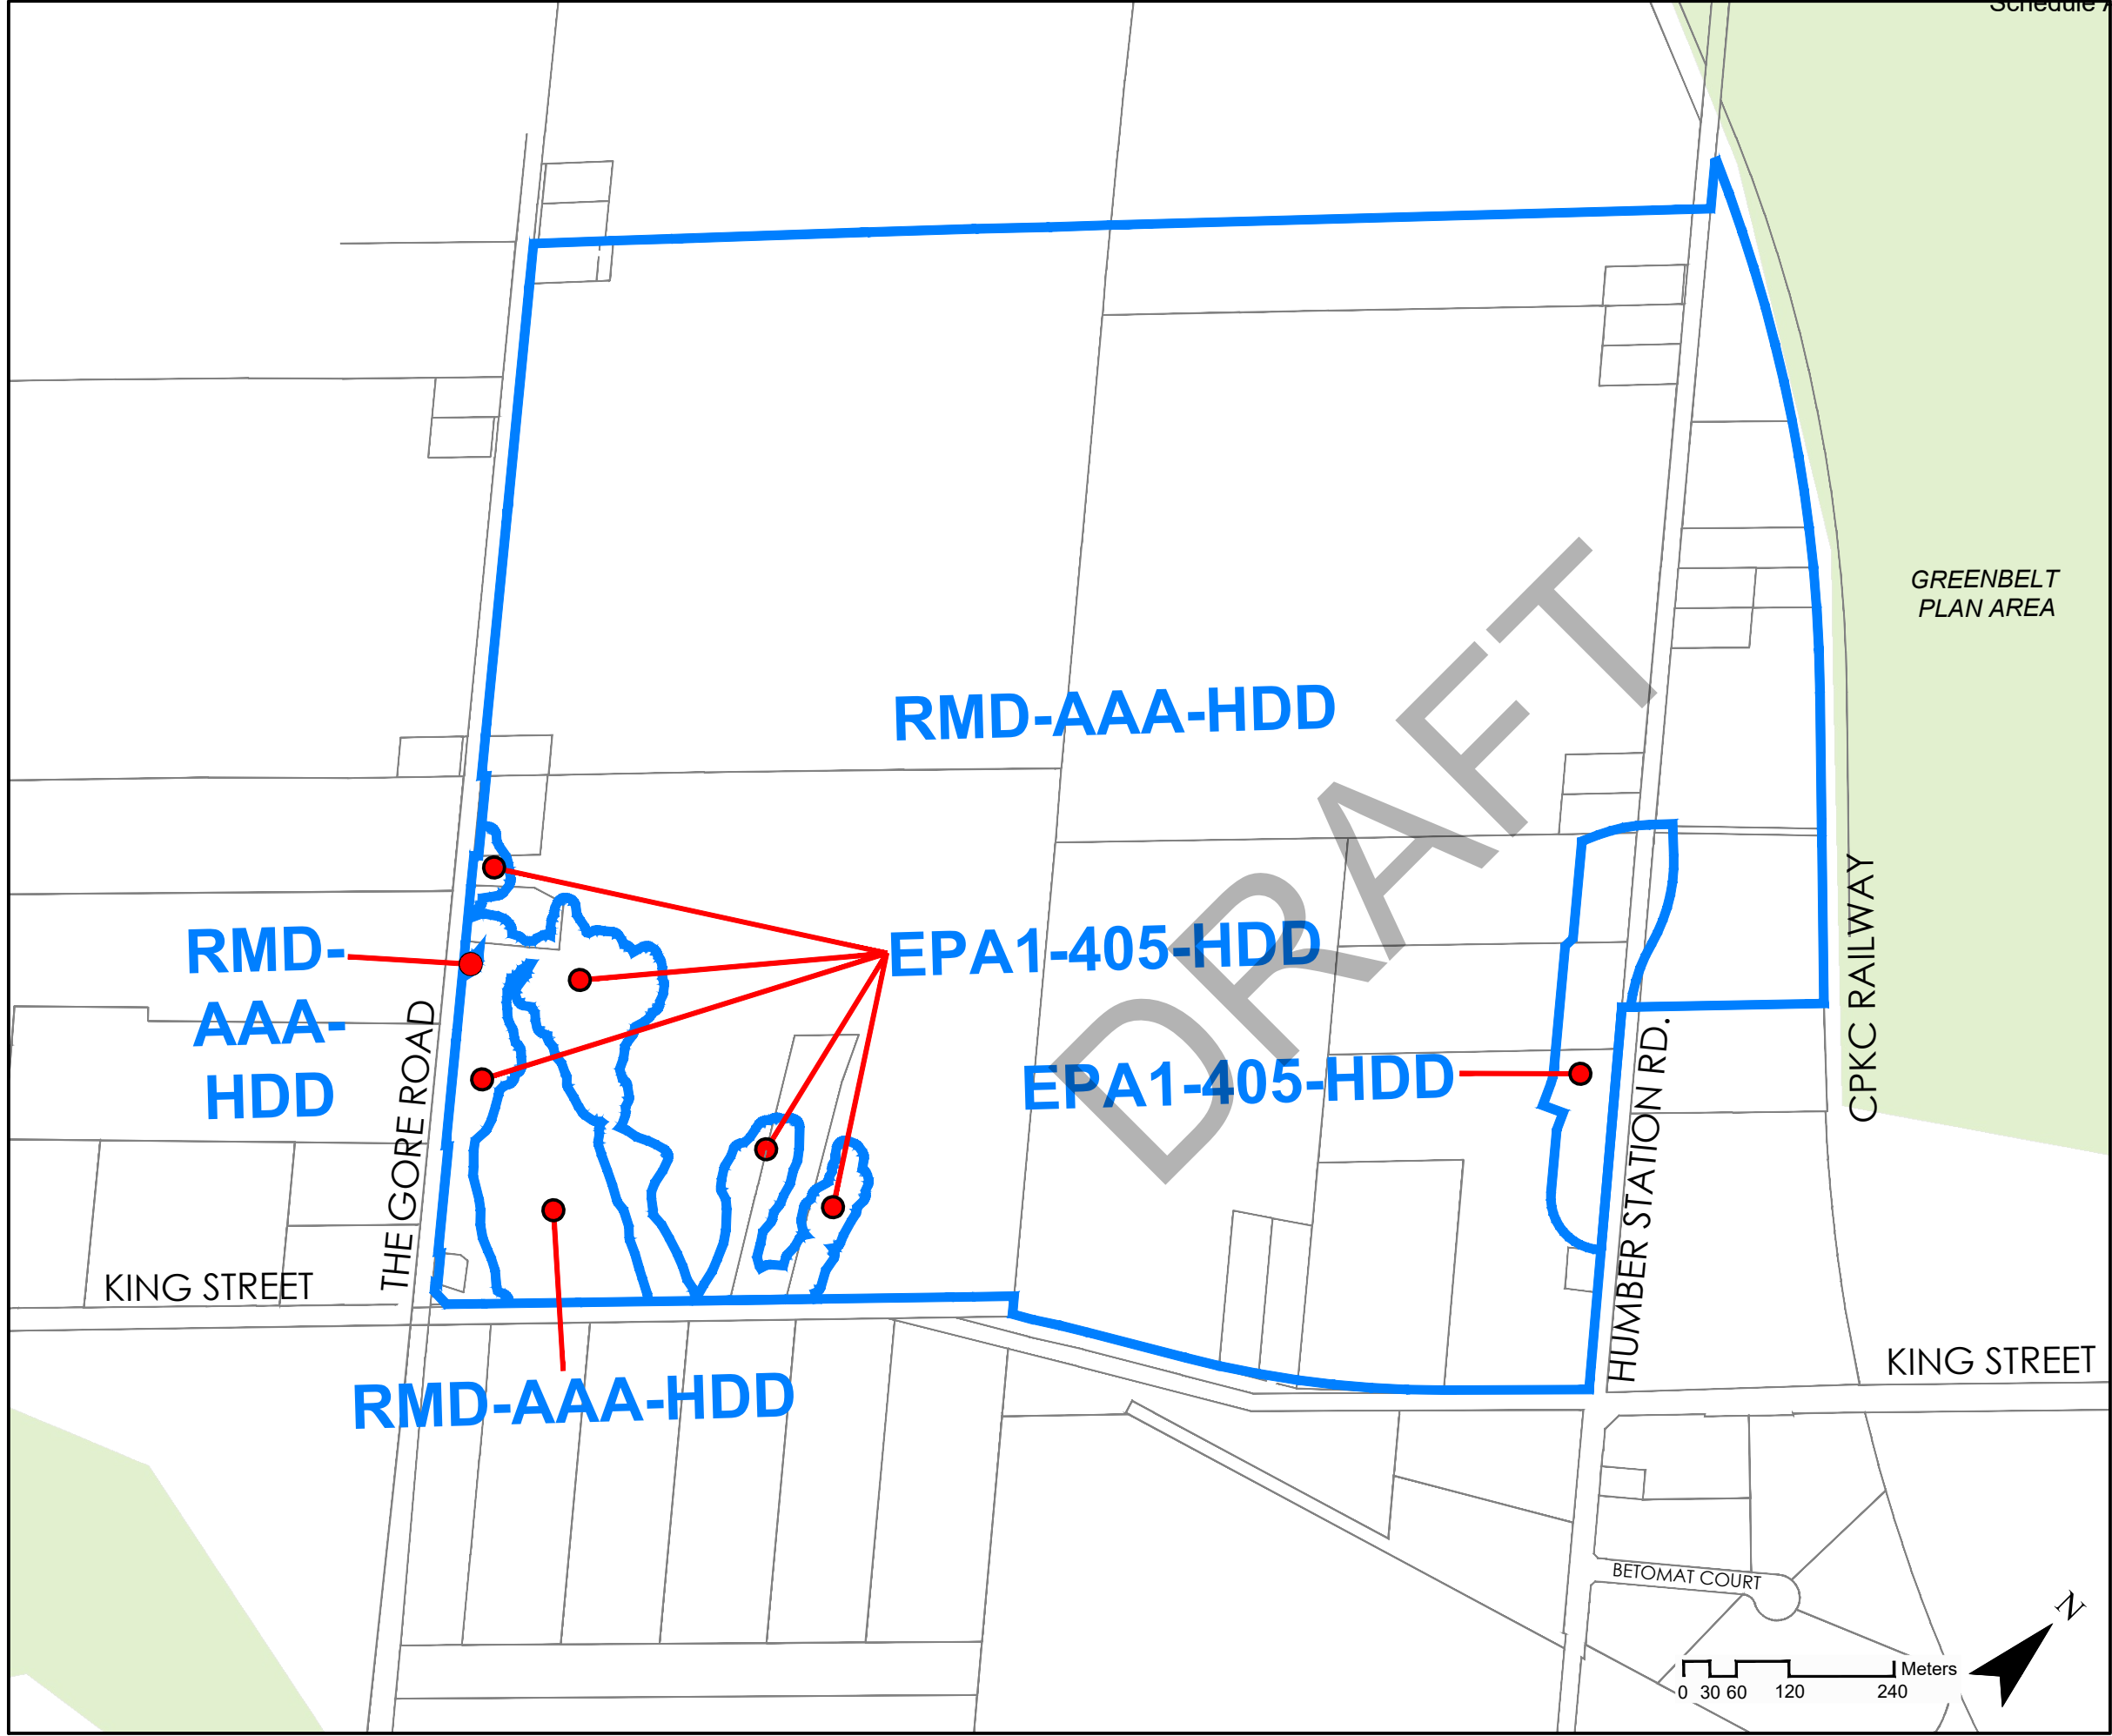 Schedule A
GREENBELT
PLAN AREA
RMD-AAA-HDD
DRAFT
RMD-
AAA-
HDD
EPA1-405-HDD
EPA1-405-HDD
THE GORE ROAD
HUMBER STATION RD.
CPKC RAILWAY
KING STREET
KING STREET
RMD-AAA-HDD
BETOMAT COURT
N
Meters
0 30 60 120 240